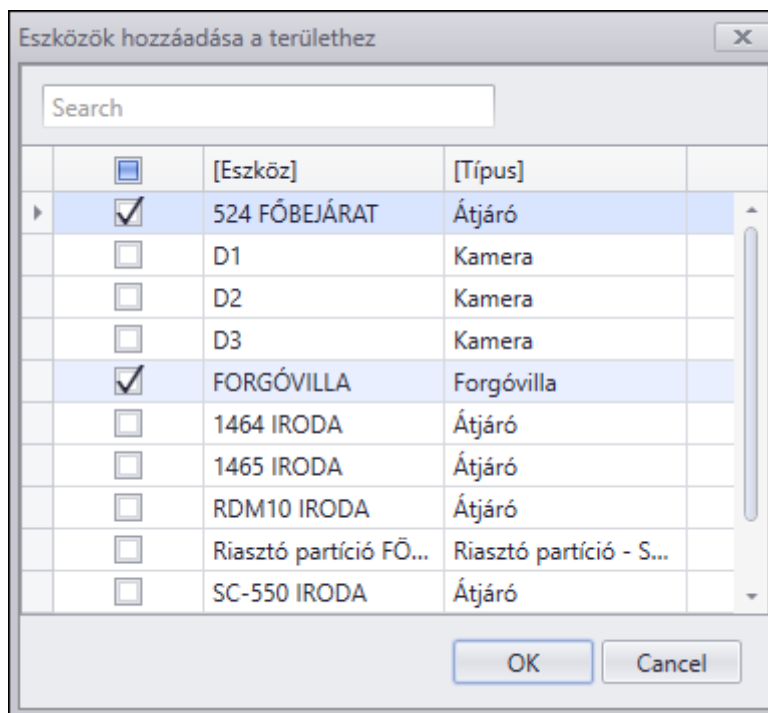 Eszközök hozzáadása a területhez
Search
[Eszköz] [Típus]
524 FŐBEJÁRAT Átjáró
D1 Kamera
D2 Kamera
D3 Kamera
FORGÓVILLA Forgóvilla
1464 IRODA Átjáró
1465 IRODA Átjáró
RDM10 IRODA Átjáró
Riasztó partíció FŐ... Riasztó partíció - S...
SC-550 IRODA Átjáró
OK Cancel